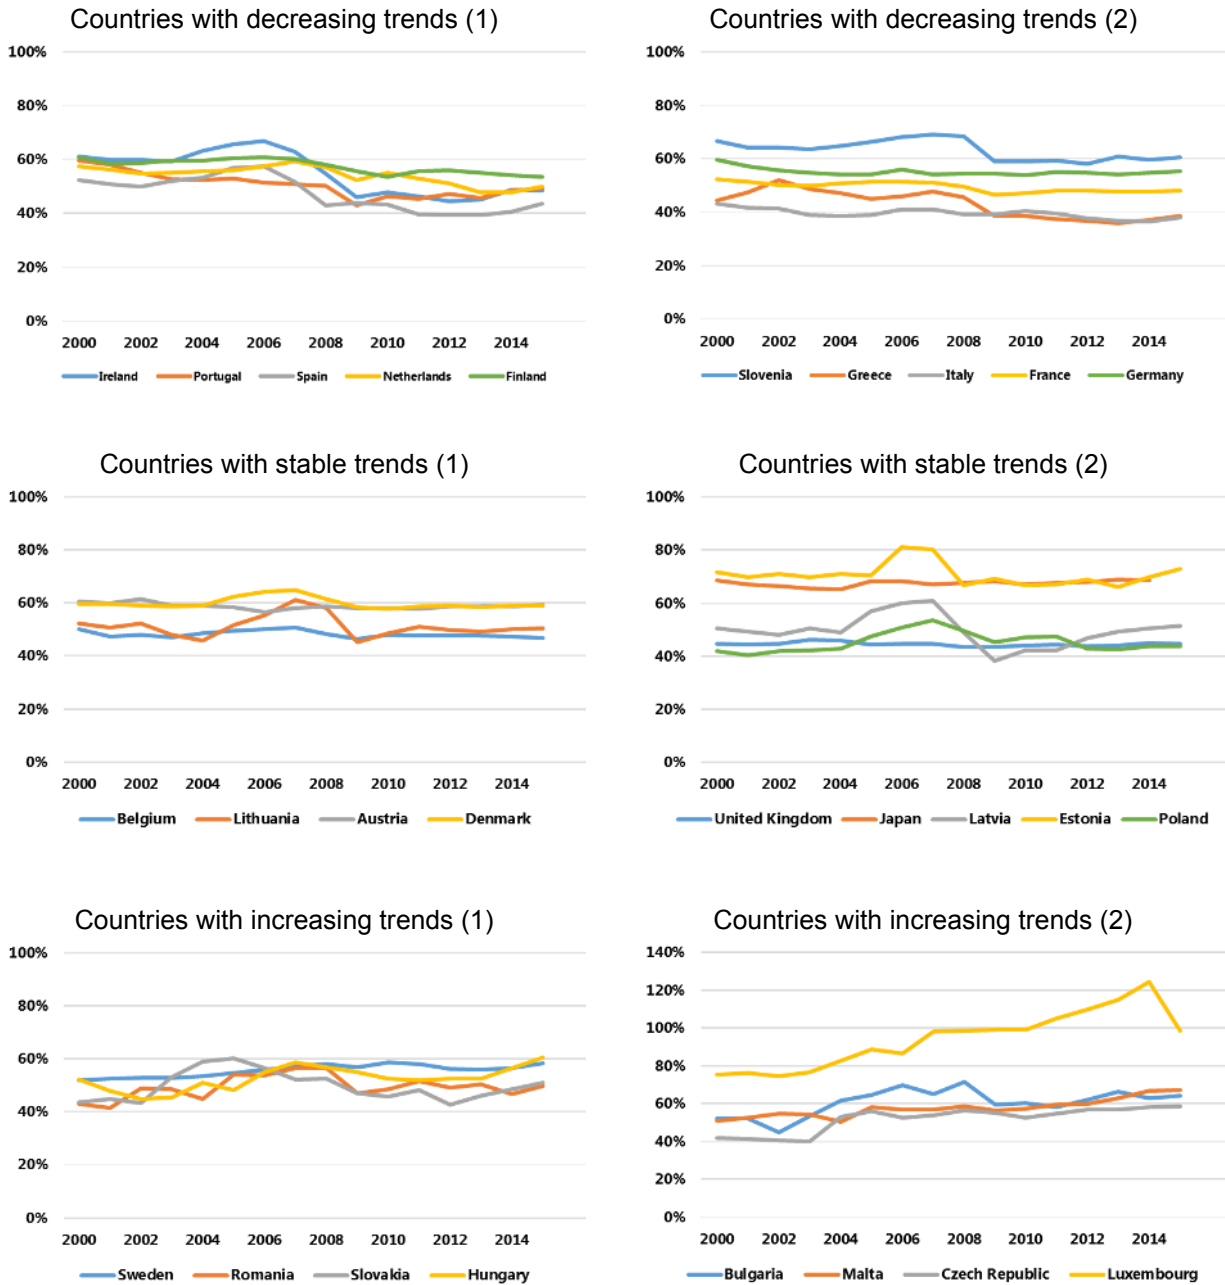 Countries with decreasing trends (1)
100%
80%
60%
40%
20%
0%
2000 2002 2004 2006 2008 2010 2012 2014
Ireland Portugal Spain Netherlands Finland
Countries with decreasing trends (2)
100%
80%
60%
40%
20%
0%
2000 2002 2004 2006 2008 2010 2012 2014
Slovenia Greece Italy France Germany
Countries with stable trends (1)
100%
80%
60%
40%
20%
0%
2000 2002 2004 2006 2008 2010 2012 2014
Belgium Lithuania Austria Denmark
Countries with stable trends (2)
100%
80%
60%
40%
20%
0%
2000 2002 2004 2006 2008 2010 2012 2014
United Kingdom Japan Latvia Estonia Poland
Countries with increasing trends (1)
100%
80%
60%
40%
20%
0%
2000 2002 2004 2006 2008 2010 2012 2014
Sweden Romania Slovakia Hungary
Countries with increasing trends (2)
140%
120%
100%
80%
60%
40%
20%
0%
2000 2002 2004 2006 2008 2010 2012 2014
Bulgaria Malta Czech Republic Luxembourg